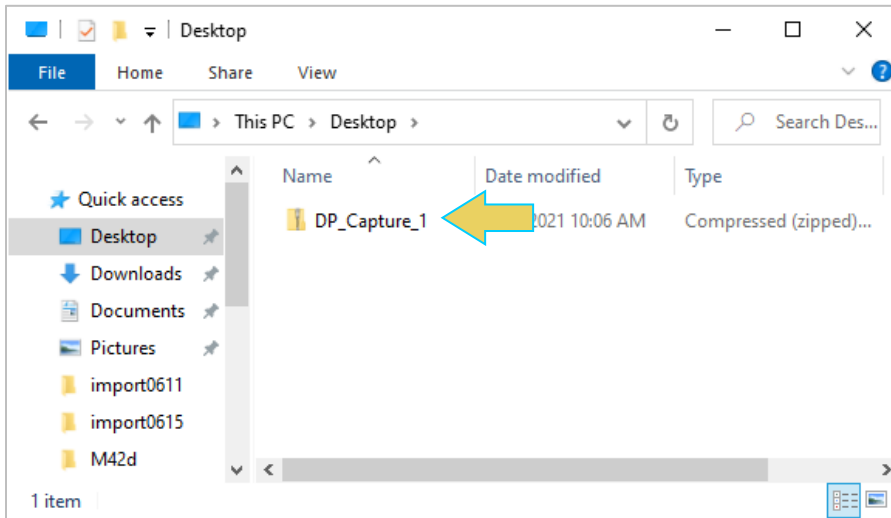 Desktop
File Home Share View
This PC > Desktop >
Search Des...
Name Date modified Type
Quick access
DP_Capture_1 2021 10:06 AM Compressed (zipped)...
Desktop
Downloads
Documents
Pictures
import0611
import0615
M42d
1 item